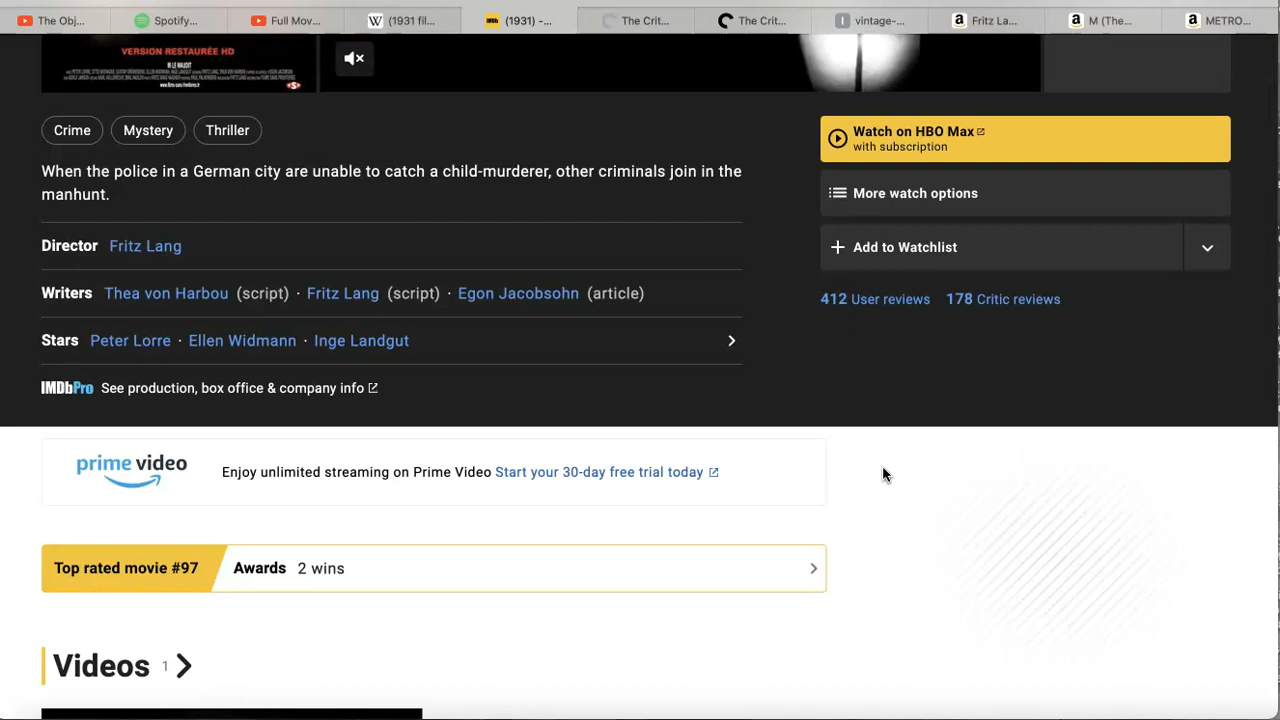 The Obj...
Spotify...
Full Mov...
(1931 fil...
(1931) -...
The Crit...
The Crit...
vintage-...
Fritz La...
M (The...
METRO...
VERSION RESTAURÉE HD
M LE MAUDIT
Crime
Mystery
Thriller
When the police in a German city are unable to catch a child-murderer, other criminals join in the
manhunt.
Director Fritz Lang
Writers Thea von Harbou (script) · Fritz Lang (script) · Egon Jacobsohn (article)
Stars Peter Lorre · Ellen Widmann · Inge Landgut
IMDbPro See production, box office & company info
Watch on HBO Max
with subscription
More watch options
Add to Watchlist
412 User reviews 178 Critic reviews
prime video
Enjoy unlimited streaming on Prime Video Start your 30-day free trial today
Top rated movie #97
Awards 2 wins
Videos 1